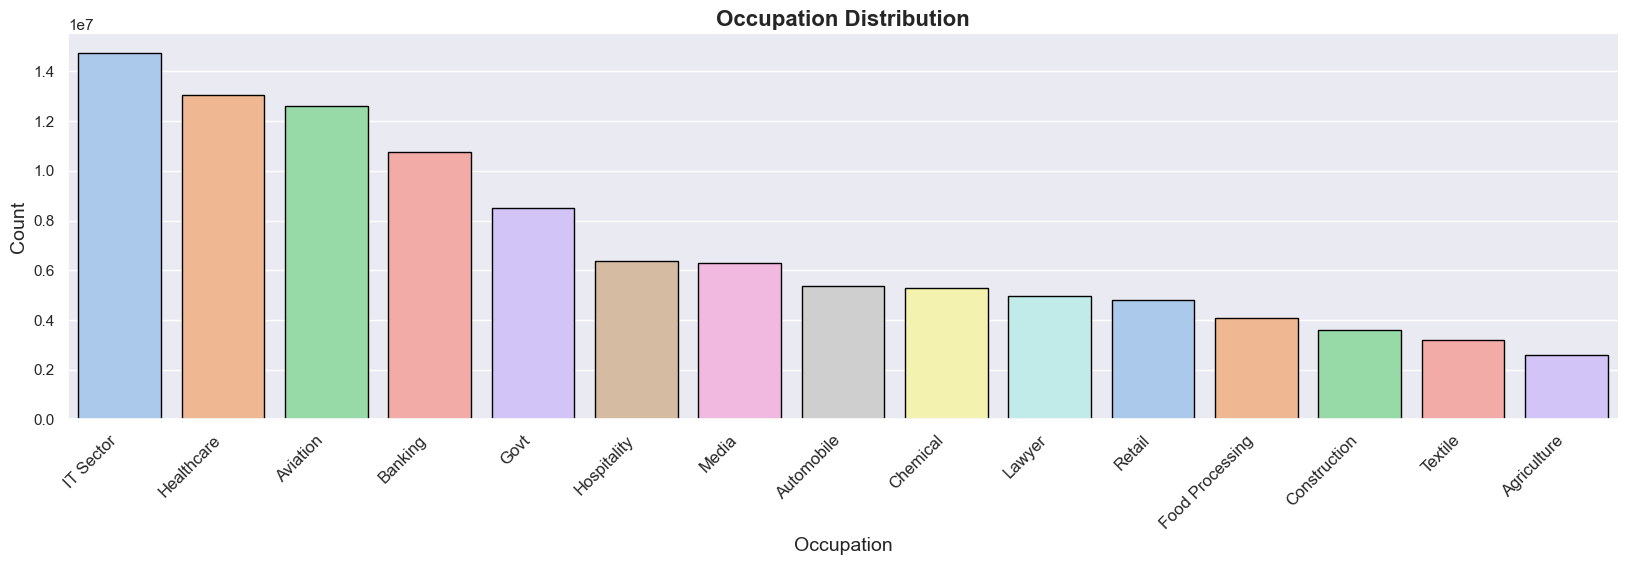 Occupation Distribution
1e7
1.4
1.2
1.0
0.8
0.6
0.4
0.2
0.0
Count
IT Sector
Healthcare
Aviation
Banking
Govt
Hospitality
Media
Automobile
Chemical
Lawyer
Retail
Food Processing
Construction
Textile
Agriculture
Occupation